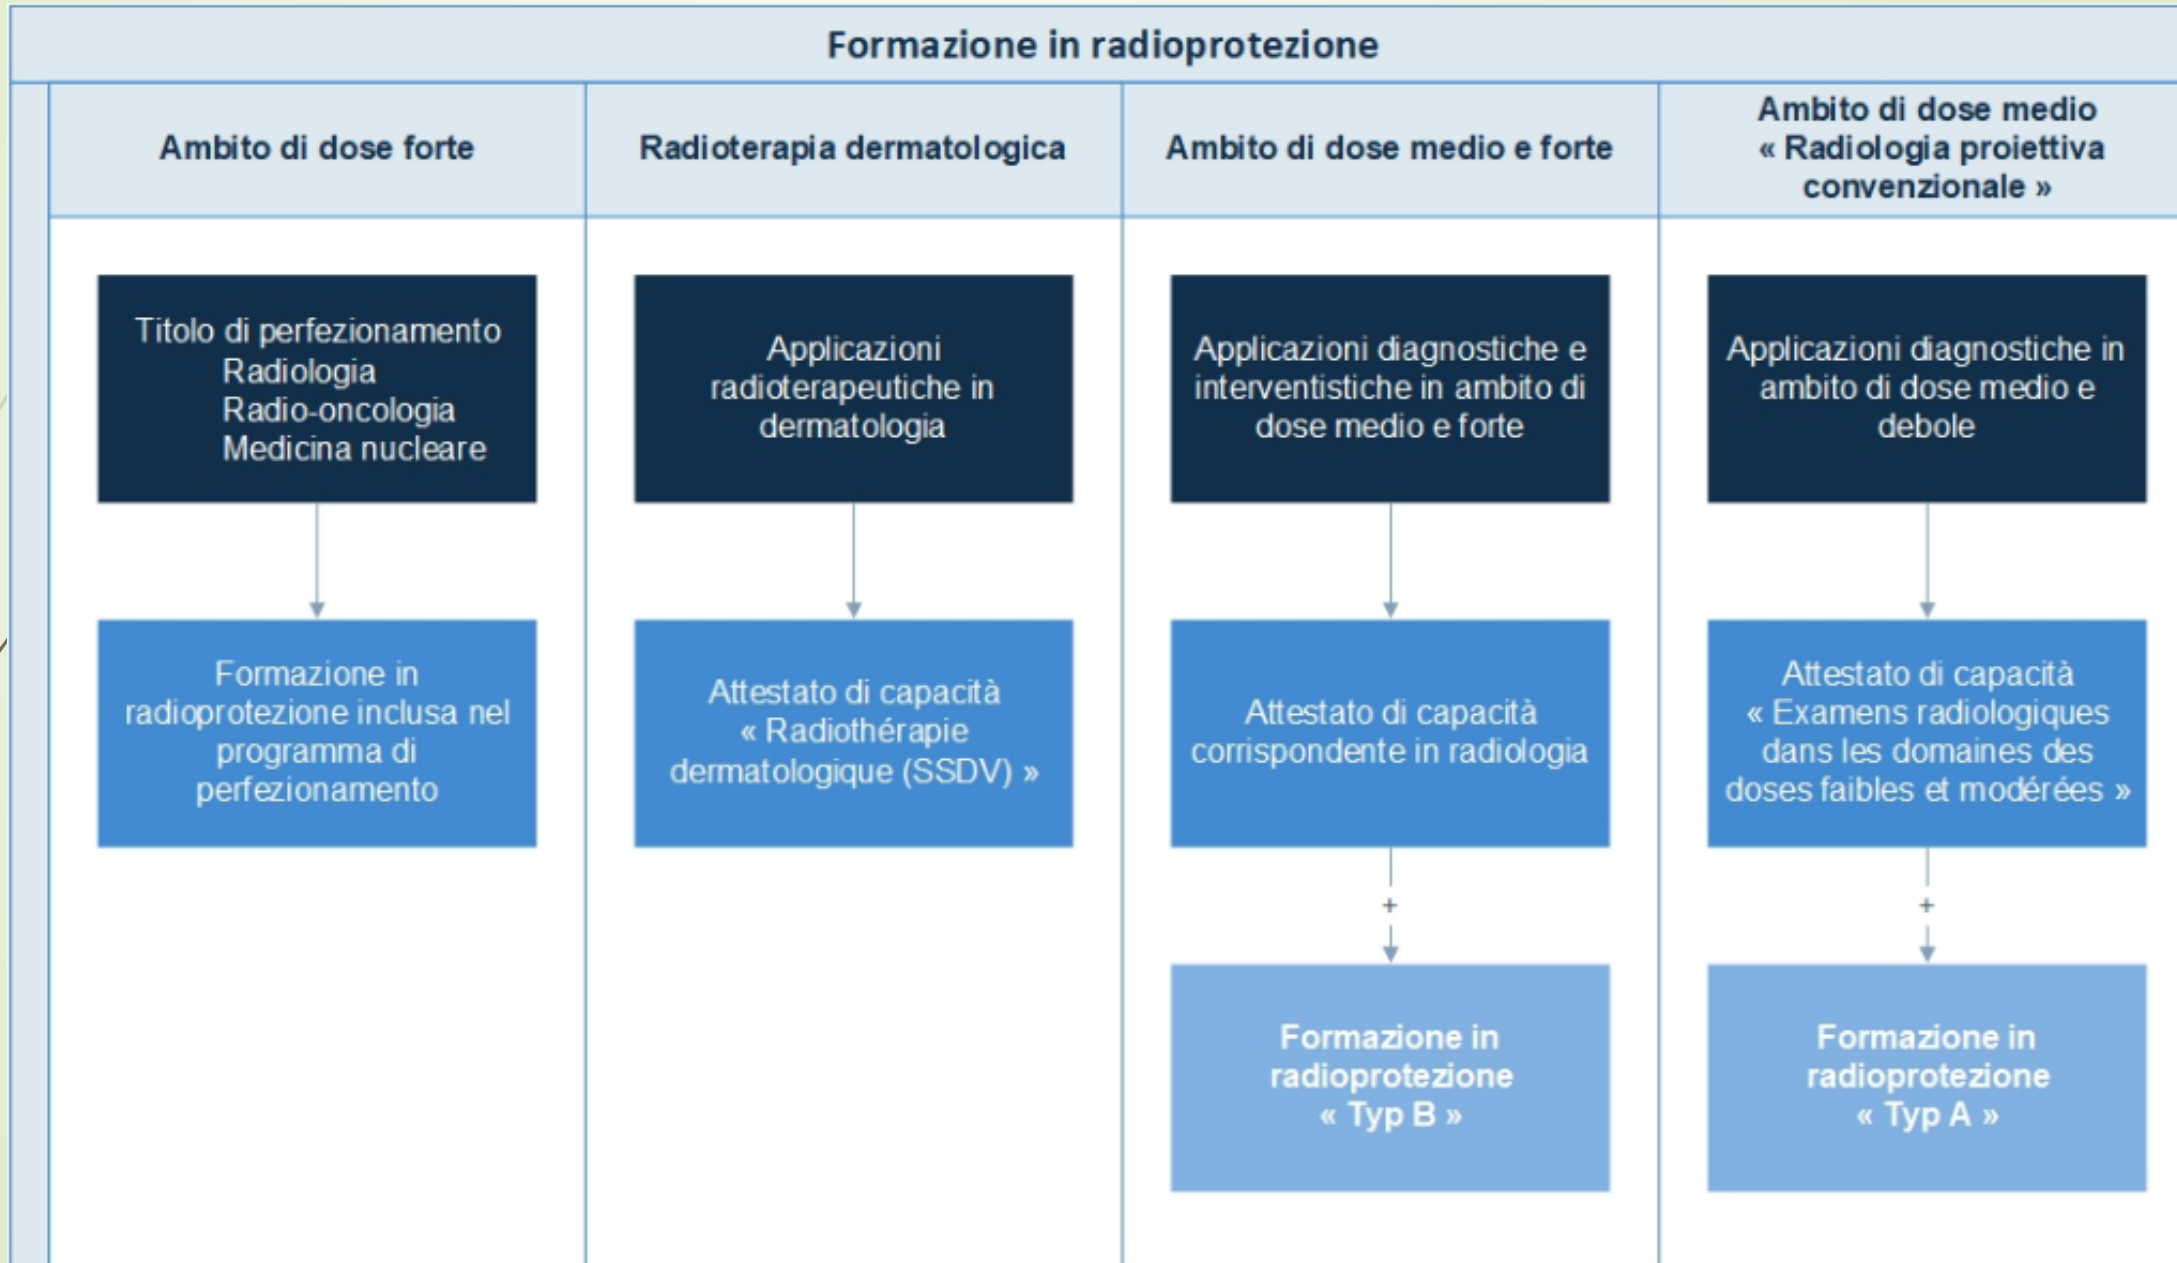 Formazione in radioprotezione
Ambito di dose forte
Radioterapia dermatologica
Ambito di dose medio e forte
Ambito di dose medio
« Radiologia proiettiva
convenzionale »
Titolo di perfezionamento
Radiologia
Radio-oncologia
Medicina nucleare
Applicazioni
radioterapeutiche in
dermatologia
Applicazioni diagnostiche e
interventistiche in ambito di
dose medio e forte
Applicazioni diagnostiche in
ambito di dose medio e
debole
Formazione in
radioprotezione inclusa nel
programma di
perfezionamento
Attestato di capacità
« Radiothérapie
dermatologique (SSDV) »
Attestato di capacità
corrispondente in radiologia
Attestato di capacità
« Examens radiologiques
dans les domaines des
doses faibles et modérées »
+
+
Formazione in
radioprotezione
« Typ B »
Formazione in
radioprotezione
« Typ A »